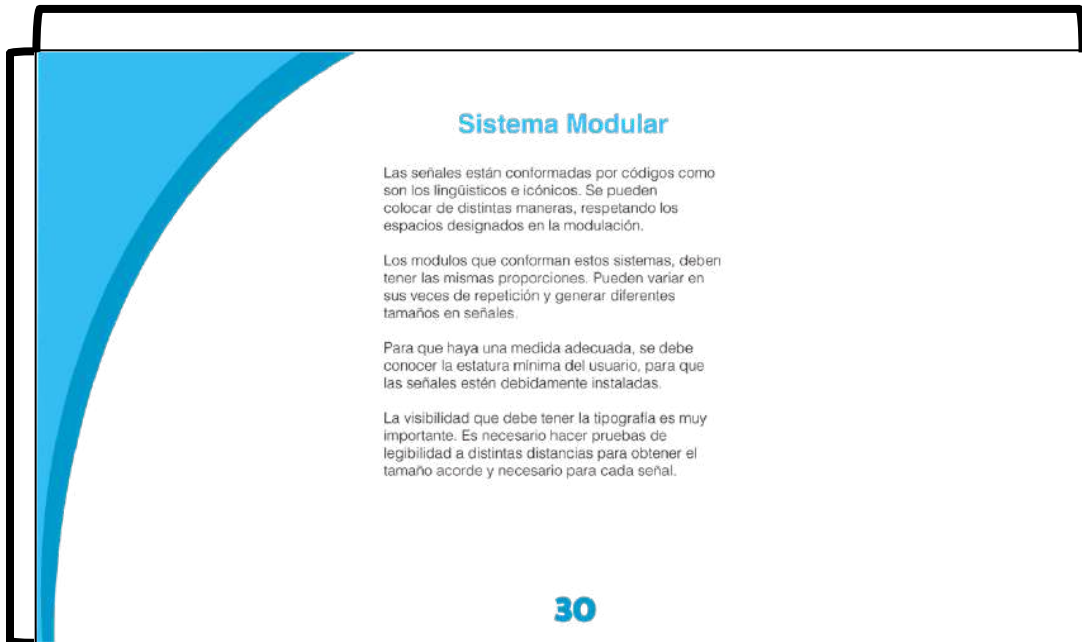 Sistema Modular
Las señales están conformadas por códigos como
son los lingüisticos e icónicos. Se pueden
colocar de distintas maneras, respetando los
espacios designados en la modulación.
Los modulos que conforman estos sistemas, deben
tener las mismas proporciones. Pueden variar en
sus veces de repetición y generar diferentes
tamaños en señales.
Para que haya una medida adecuada, se debe
conocer la estatura mínima del usuario, para que
las señales estén debidamente instaladas.
La visibilidad que debe tener la tipografía es muy
importante. Es necesario hacer pruebas de
legibilidad a distintas distancias para obtener el
tamaño acorde y necesario para cada señal.
30